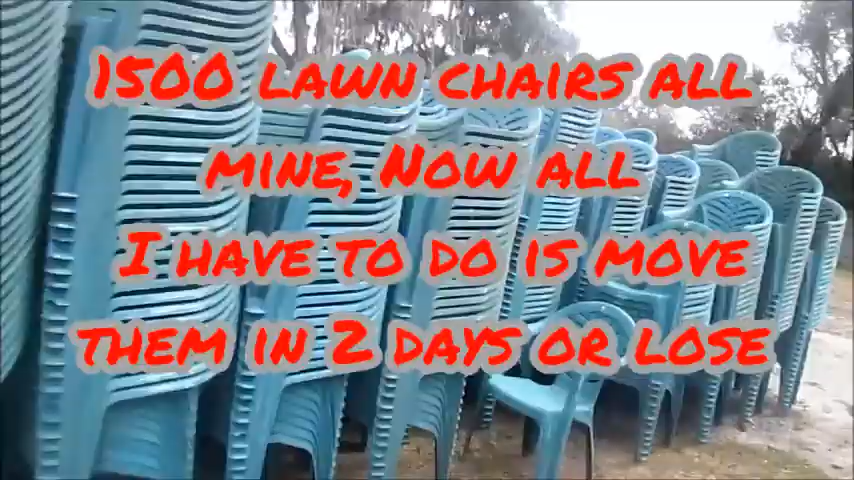 1500 LAWN CHAIRS ALL
MINE, NOW ALL
I HAVE TO DO IS MOVE
THEM IN 2 DAYS OR LOSE